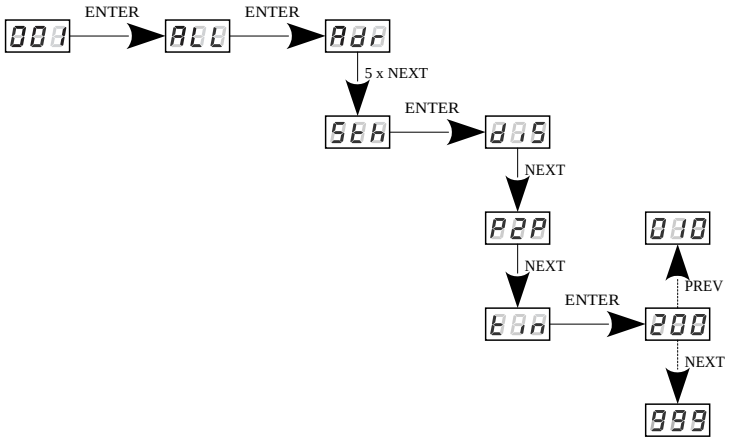 ENTER ENTER
001 ALL Adr
5 x NEXT
ENTER
Sth diS
NEXT
P2P 010
NEXT
PREV
ENTER
tin 200
NEXT
999